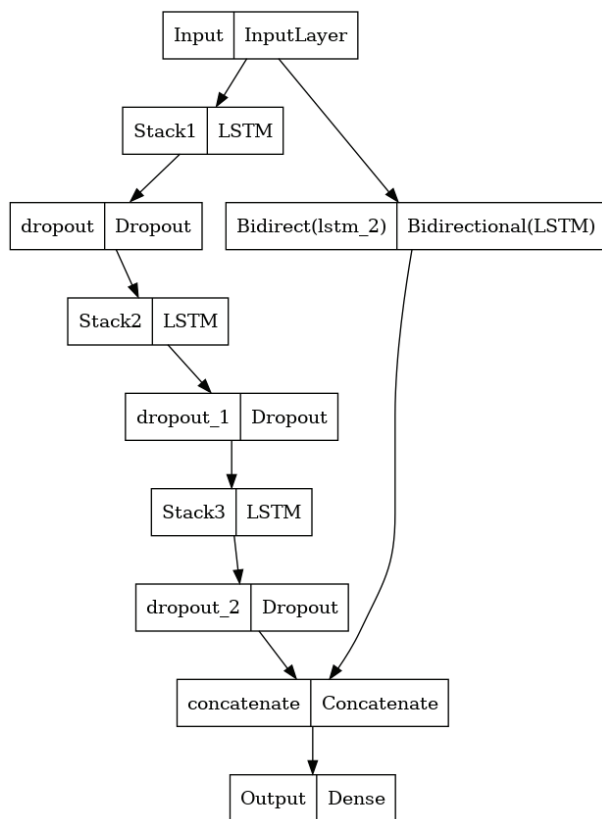 Input InputLayer
Stack1 LSTM
dropout Dropout
Bidirect(lstm_2) Bidirectional(LSTM)
Stack2 LSTM
dropout_1 Dropout
Stack3 LSTM
dropout_2 Dropout
concatenate Concatenate
Output Dense